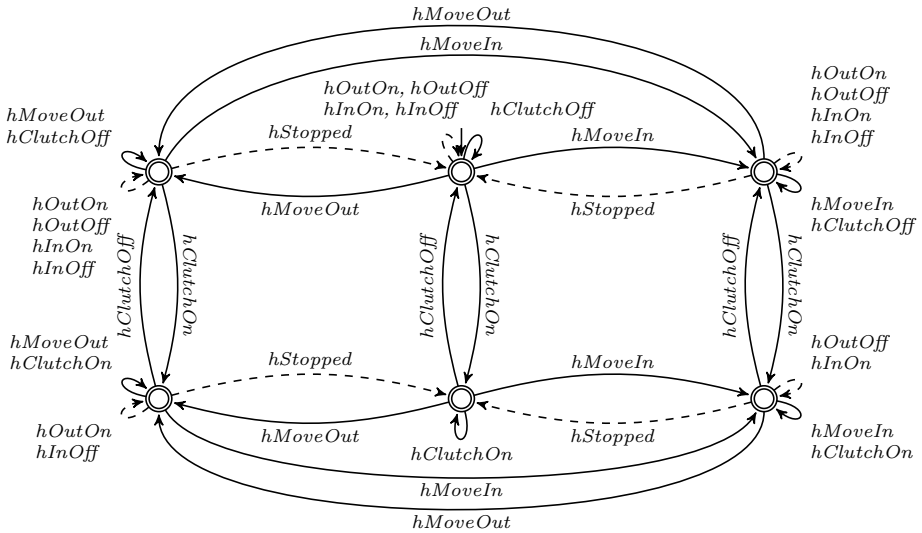 hMoveOut
hMoveIn
hOutOn, hOutOff
hInOn, hInOff
hClutchOff
hOutOn
hOutOff
hInOn
hInOff
hMoveOut
hClutchOff
hStopped
hMoveIn
hMoveOut
hStopped
hOutOn
hOutOff
hInOn
hInOff
hMoveIn
hClutchOff
hClutchOff
hClutchOn
hClutchOff
hClutchOn
hClutchOff
hClutchOn
hMoveOut
hClutchOn
hStopped
hMoveIn
hOutOff
hInOn
hOutOn
hInOff
hMoveOut
hClutchOn
hStopped
hMoveIn
hClutchOn
hMoveIn
hMoveOut